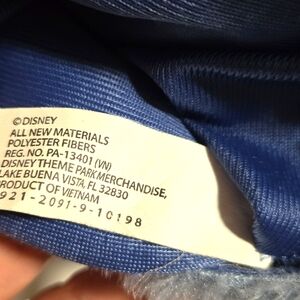 ©DISNEY
ALL NEW MATERIALS
POLYESTER FIBERS
REG. NO. PA-13401 (VN)
DISNEY THEME PARK MERCHANDISE,
LAKE BUENA VISTA, FL 32830
PRODUCT OF VIETNAM
921-2091-9-10198